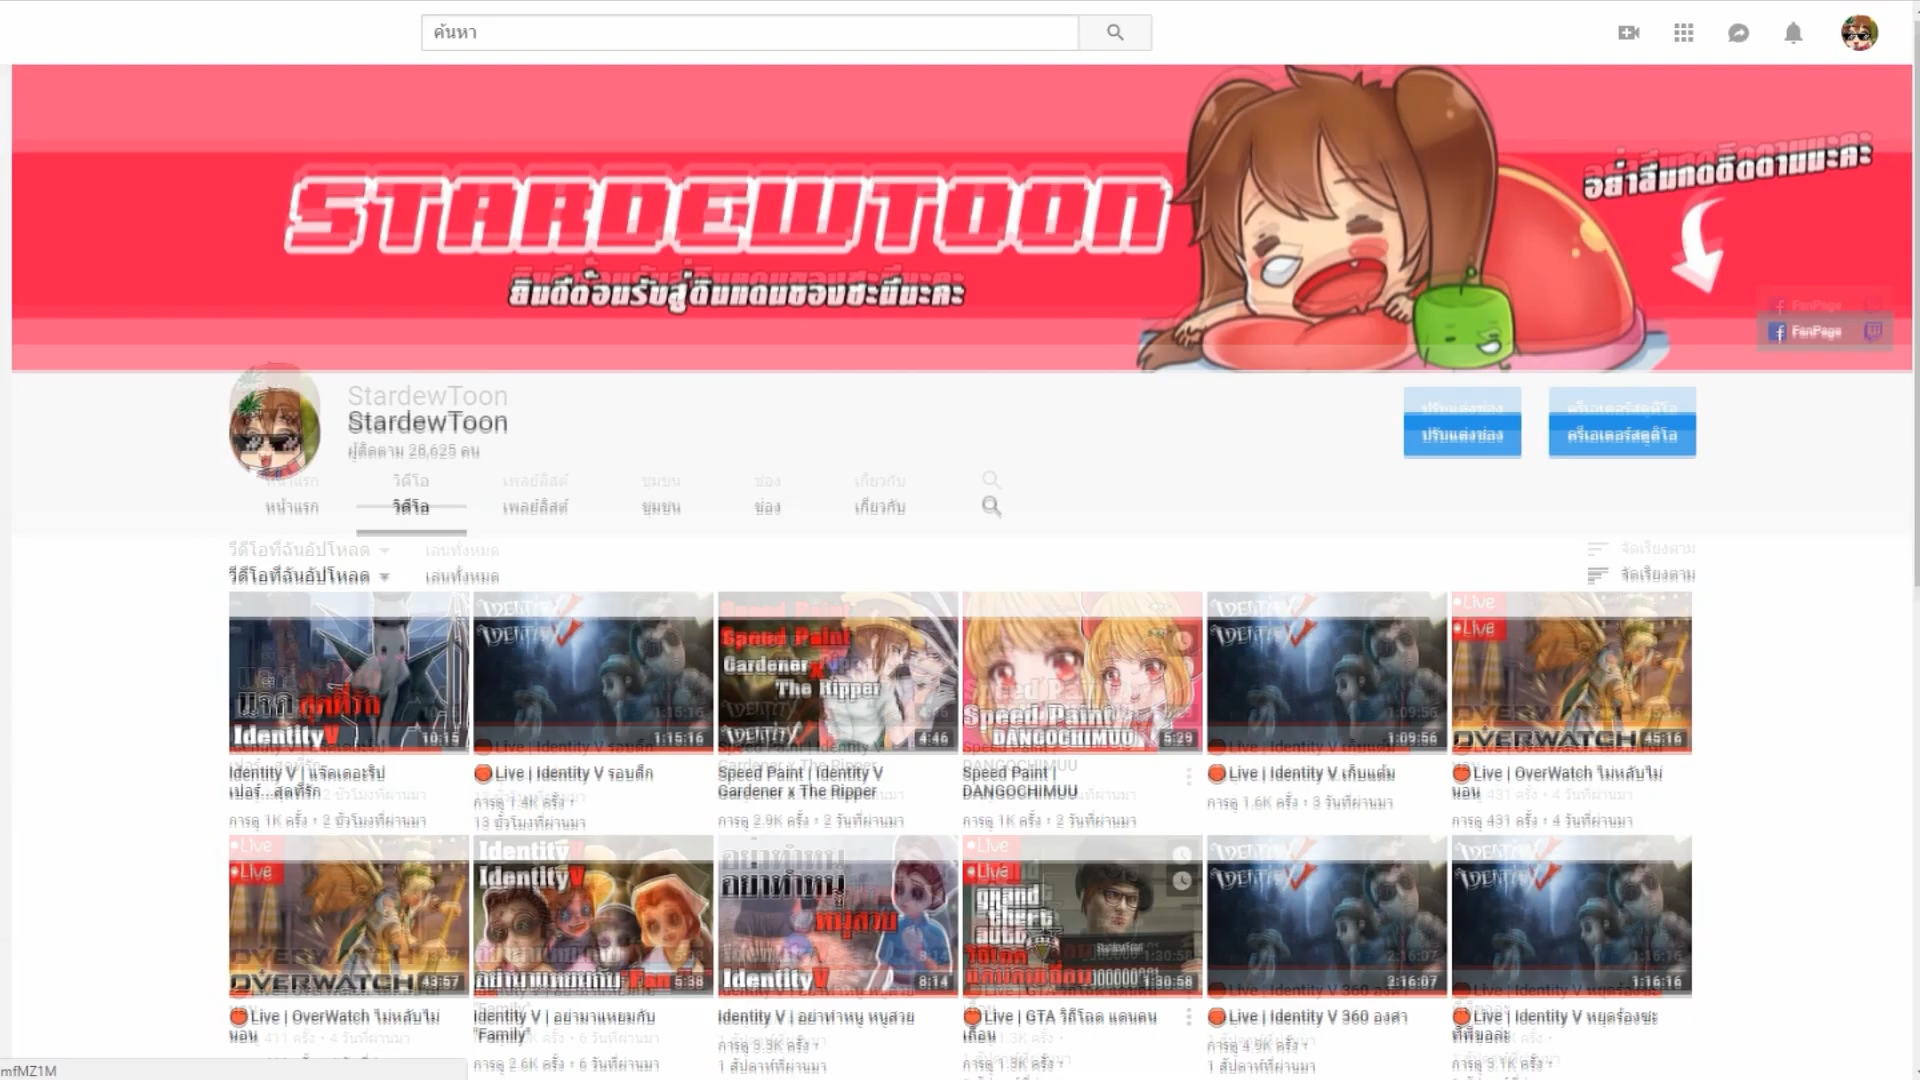 ค้นหา
อย่าลืมกดติดตามนะคะ
STARDEWTOON
ยินดีต้อนรับสู่ดินแดนของชะนีนะคะ
FanPage
StardewToon
ผู้ติดตาม 28,625 คน
ปรับแต่งช่อง
ครีเอเตอร์สตูดิโอ
หน้าแรก
วิดีโอ
เพลย์ลิสต์
ชุมชน
ช่อง
เกี่ยวกับ
วิดีโอที่ฉันอัปโหลด
เล่นทั้งหมด
จัดเรียงตาม
แจ็ค สุดที่รัก
IdentityV
10:15
IDENTITY V
1:15:16
Speed Paint
Gardener x
The Ripper
IDENTITY
4:46
Speed Paint
DANGOCHIMUU
5:29
IDENTITY V
1:09:56
Live
OVERWATCH
45:16
Identity V | แจ๊คเดอะริป
เปอร์...สุดที่รัก
การดู 1K ครั้ง • 2 ชั่วโมงที่ผ่านมา
Live | Identity V รอบดึก
การดู 1.4K ครั้ง •
13 ชั่วโมงที่ผ่านมา
Speed Paint | Identity V
Gardener x The Ripper
การดู 2.9K ครั้ง • 2 วันที่ผ่านมา
Speed Paint |
DANGOCHIMUU
การดู 1K ครั้ง • 2 วันที่ผ่านมา
Live | Identity V เก็บแต้ม
การดู 1.6K ครั้ง • 3 วันที่ผ่านมา
Live | OverWatch ไม่หลับไม่
นอน
การดู 431 ครั้ง • 4 วันที่ผ่านมา
Live
OVERWATCH
43:57
IdentityV
5:38
อย่าทำหนู
หนูสวย
IdentityV
8:14
Live
grand
theft
auto
1:30:58
IDENTITY V
2:16:07
IDENTITY V
1:16:16
Live | OverWatch ไม่หลับไม่
นอน
Identity V | อย่ามาแหยมกับ
"Family"
การดู 2.6K ครั้ง • 6 วันที่ผ่านมา
Identity V | อย่าทำหนู หนูสวย
การดู 3.3K ครั้ง •
1 สัปดาห์ที่ผ่านมา
Live | GTA วิถีโฉด แดนคน
เถื่อน
การดู 1.3K ครั้ง •
Live | Identity V 360 องศา
การดู 4.9K ครั้ง •
1 สัปดาห์ที่ผ่านมา
Live | Identity V
การดู 3.1K ครั้ง •
mfMZ1M